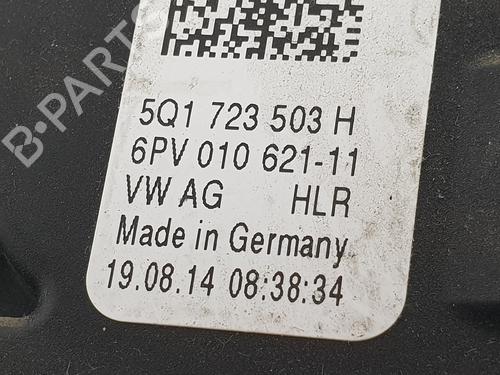 B-PARTS
5Q1 723 503 H
6PV 010 621-11
VW AG HLR
Made in Germany
19.08.14 08:38:34